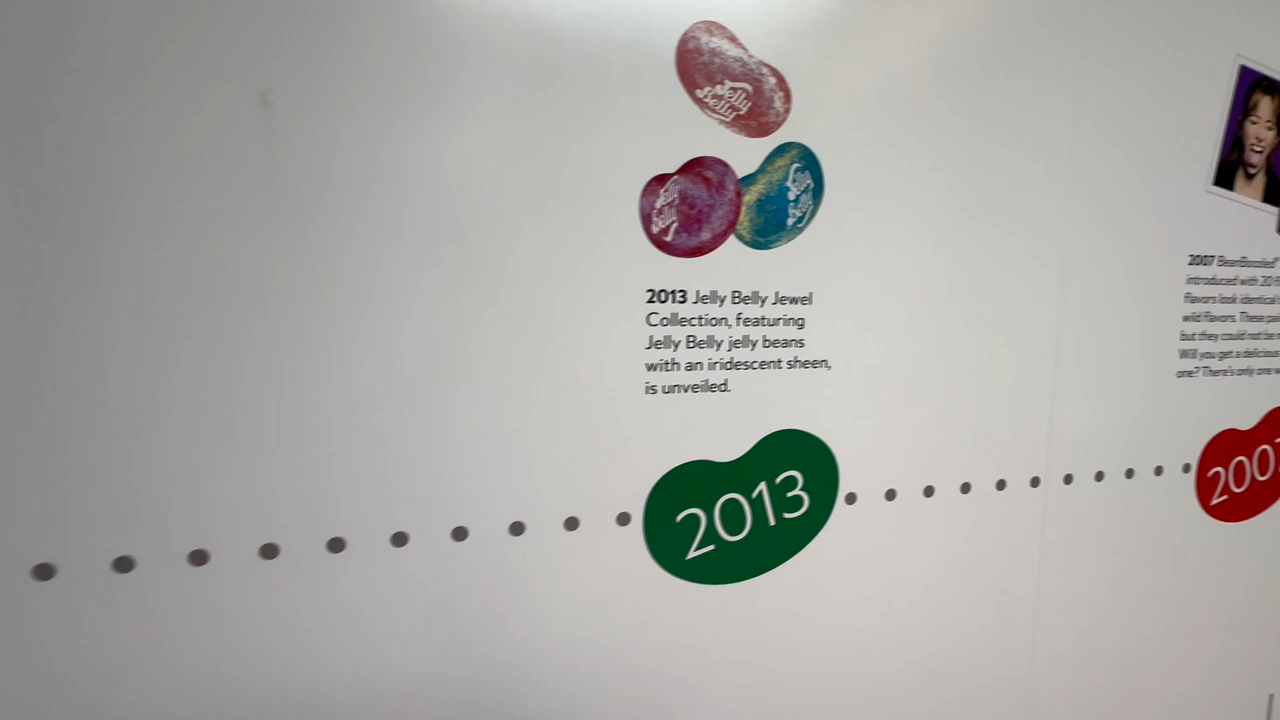 Jelly
Belly
Jelly
Belly
Jelly
Belly
2013 Jelly Belly Jewel
Collection, featuring
Jelly Belly jelly beans
with an iridescent sheen,
is unveiled.
2013
2007 BeanBoozled
introduced with 20
flavors look identical
wild flavors. These
but they could not be
Will you get a delicious
one? There's only one
2007